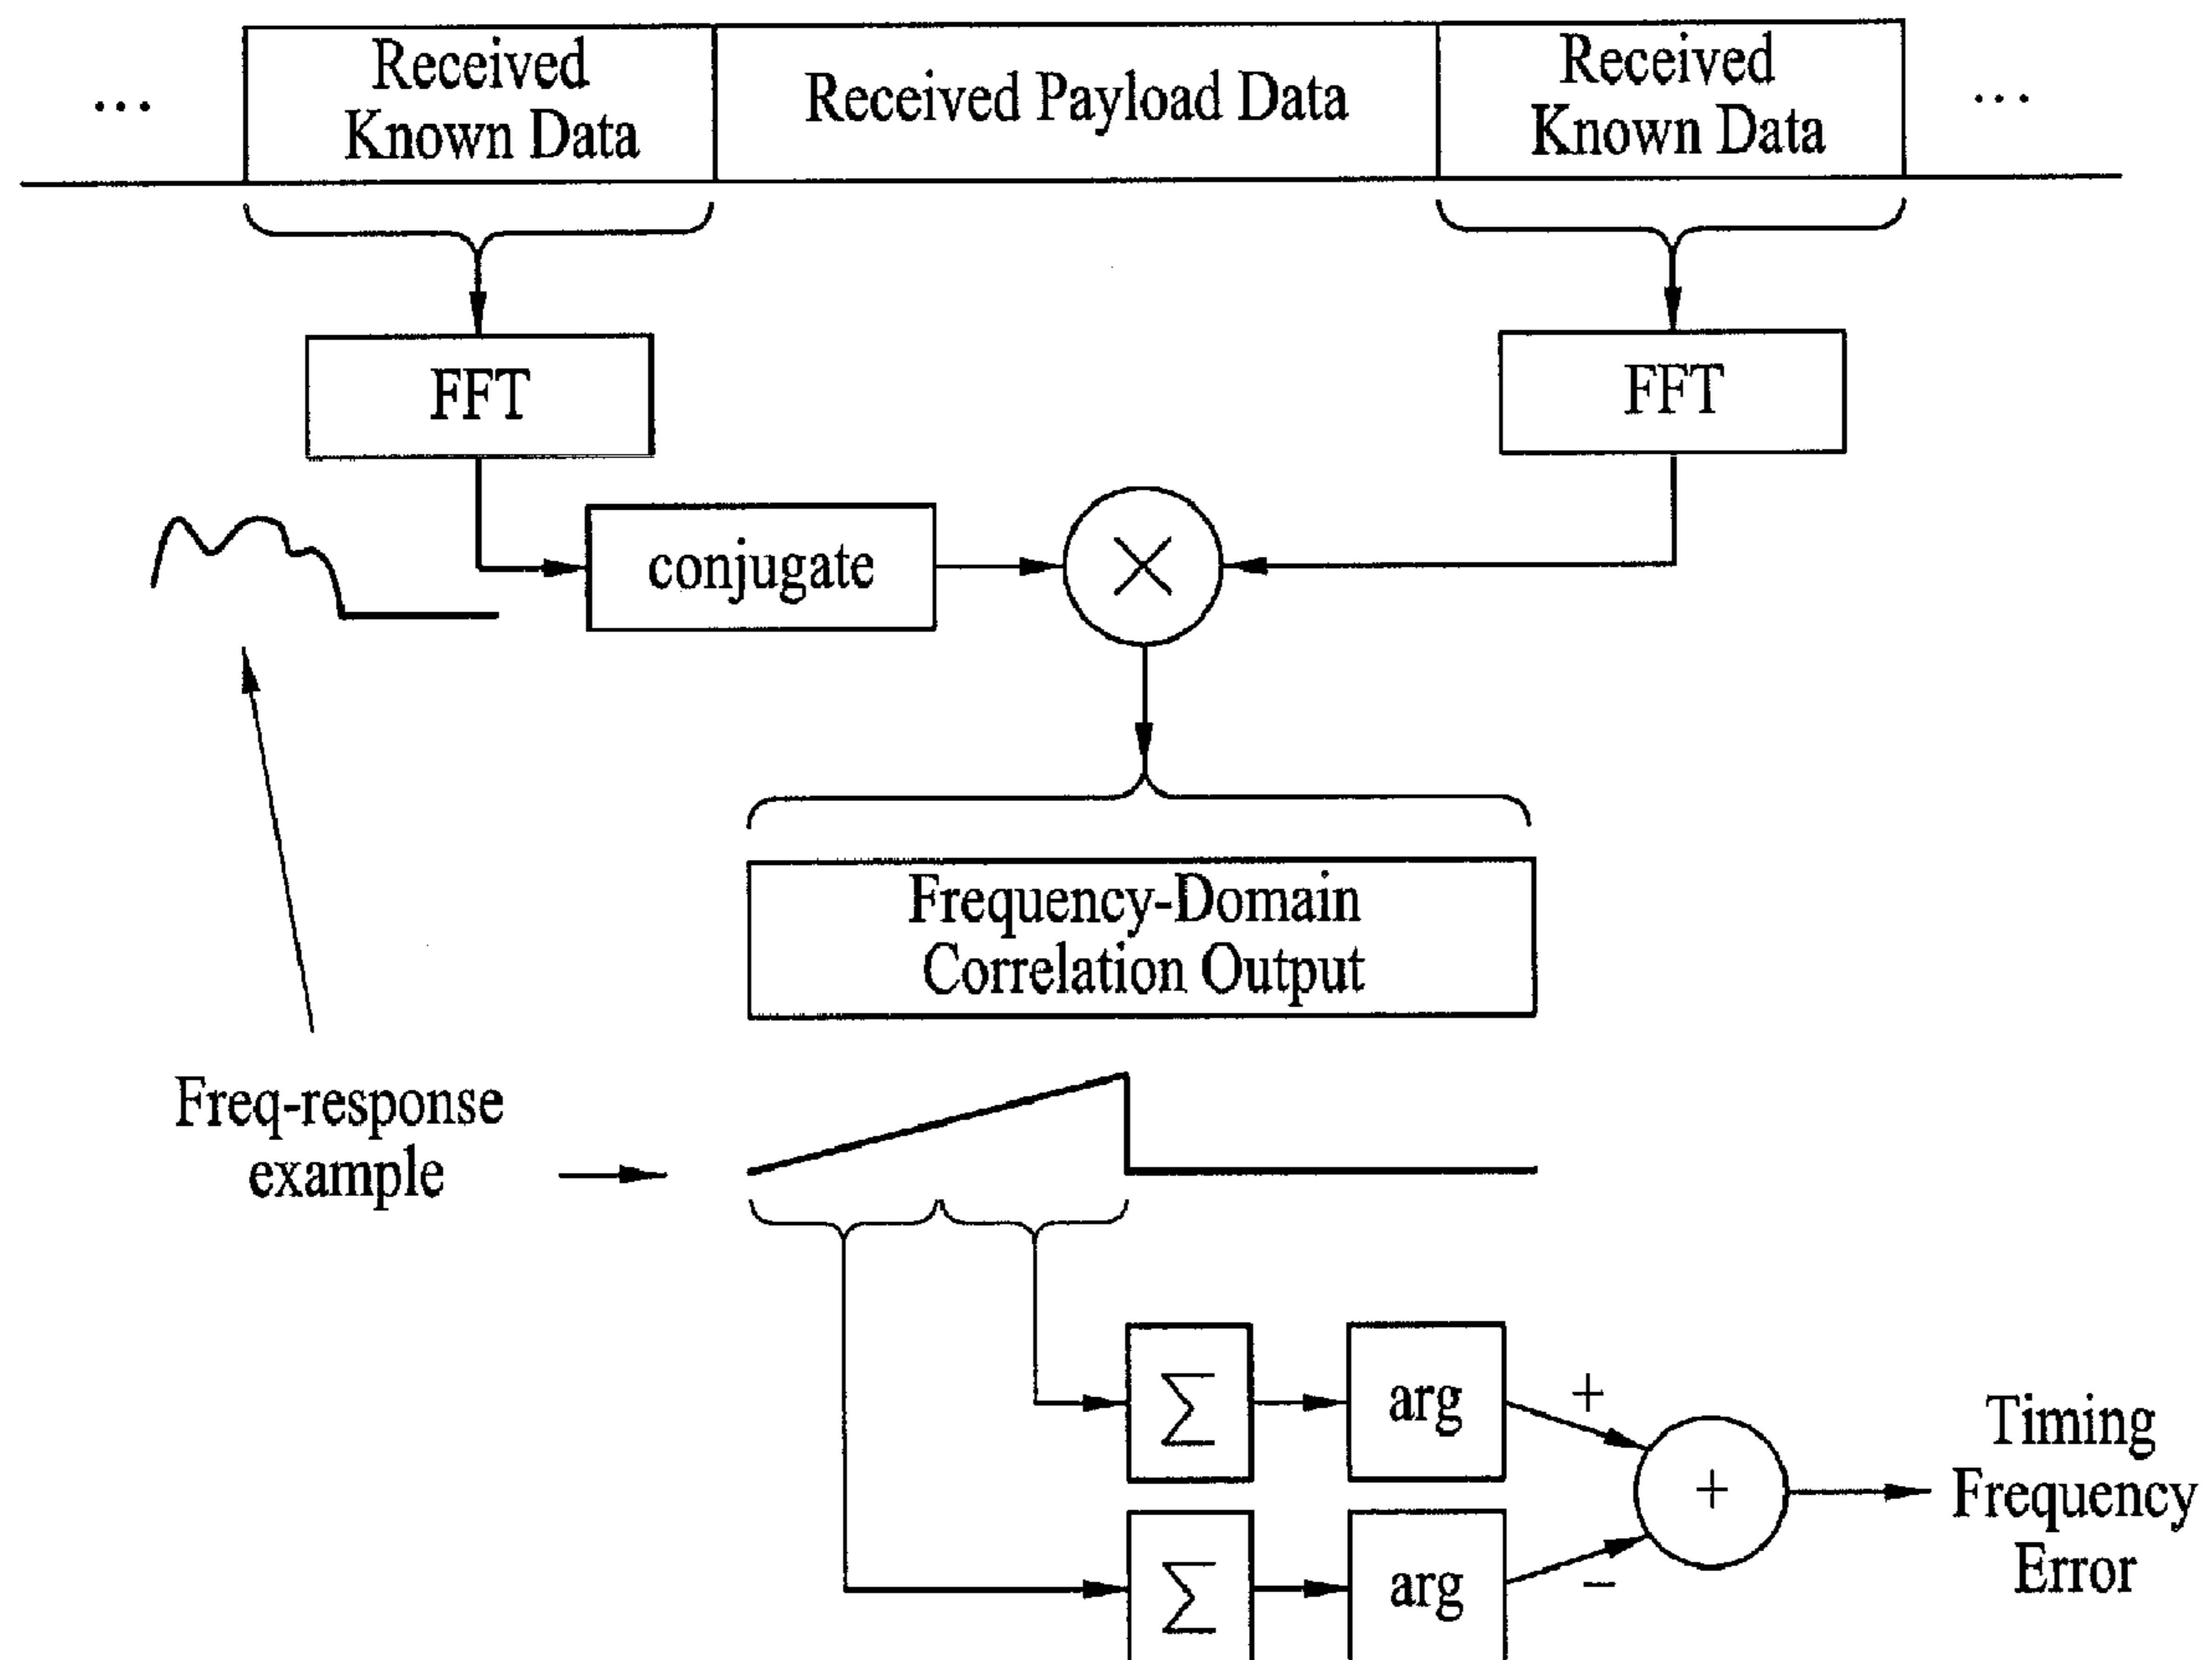 ...
Received
Known Data
Received Payload Data
Received
Known Data
...
FFT
FFT
conjugate
×
Frequency-Domain
Correlation Output
Freq-response
example
∑
arg
+
+
−
∑
arg
Timing
Frequency
Error